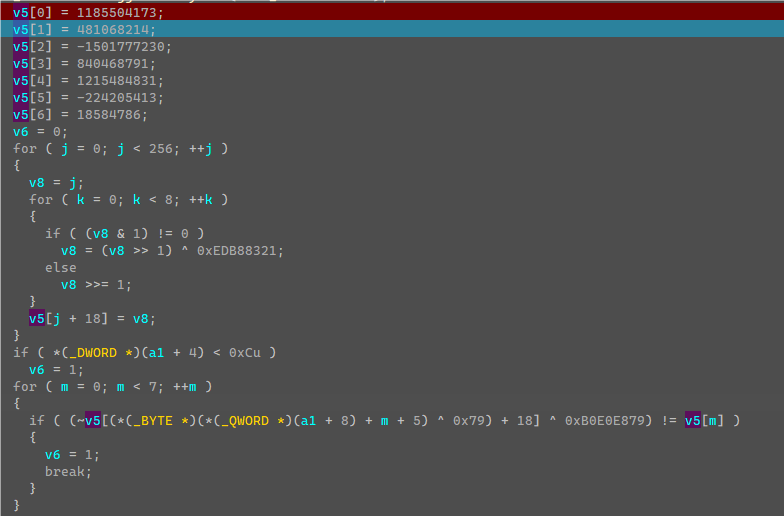 v5[0] = 1185504173;
v5[1] = 481068214;
v5[2] = -1501777230;
v5[3] = 840468791;
v5[4] = 1215484831;
v5[5] = -224205413;
v5[6] = 18584786;
v6 = 0;
for ( j = 0; j < 256; ++j )
{
v8 = j;
for ( k = 0; k < 8; ++k )
{
if ( (v8 & 1) != 0 )
v8 = (v8 >> 1) ^ 0xEDB88321;
else
v8 >>= 1;
}
v5[j + 18] = v8;
}
if ( *(_DWORD *)(a1 + 4) < 0xCu )
v6 = 1;
for ( m = 0; m < 7; ++m )
{
if ( (~v5[(*(_BYTE *)(*(_QWORD *)(a1 + 8) + m + 5) ^ 0x79) + 18] ^ 0xB0E0E879) != v5[m] )
{
v6 = 1;
break;
}
}